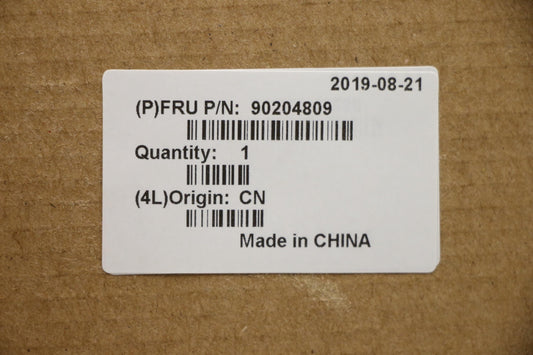 2019-08-21
(P)FRU P/N: 90204809
Quantity: 1
(4L)Origin: CN
Made in CHINA